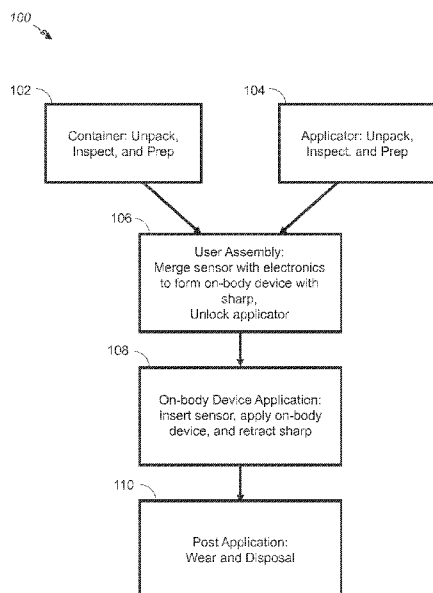 100
102
104
Container: Unpack,
Inspect, and Prep
Applicator: Unpack,
Inspect. and Prep
106
User Assembly:
Merge sensor with electronics
to form on-body device with
sharp,
Unlock applicator
108
On-body Device Application:
Insert sensor, apply on-body
device, and retract sharp
110
Post Application:
Wear and Disposal